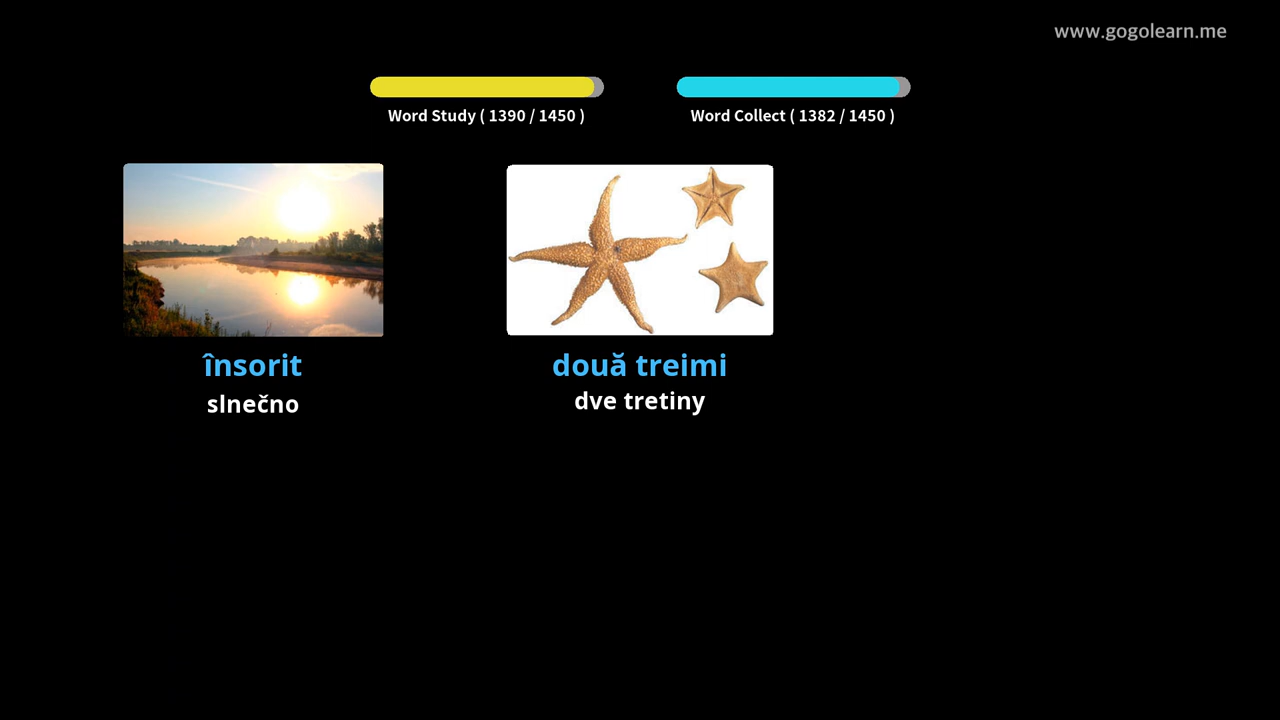 www.gogolearn.me
Word Study ( 1390 / 1450 )
Word Collect ( 1382 / 1450 )
însorit
slnečno
două treimi
dve tretiny